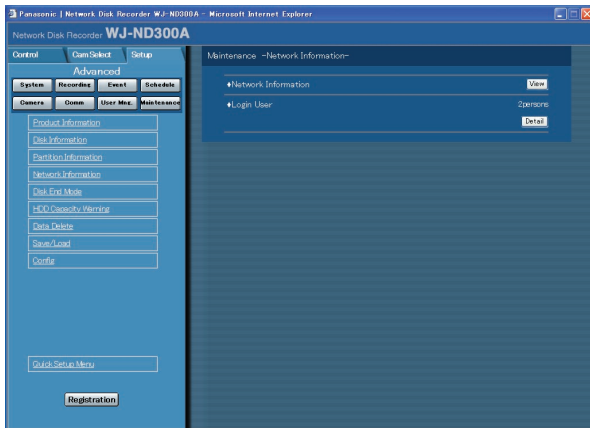 Panasonic | Network Disk Recorder WJ-ND300A - Microsoft Internet Explorer
Network Disk Recorder WJ-ND300A
Control Cam Select Setup
Advanced
System Recording Event Schedule
Camera Comm User Mng. Maintenance
Product Information
Disk Information
Partition Information
Network Information
Disk End Mode
HDD Capacity Warning
Data Delete
Save/Load
Config
Quick Setup Menu
Registration
Maintenance -Network Information-
♦Network Information View
♦Login User 2persons
Detail